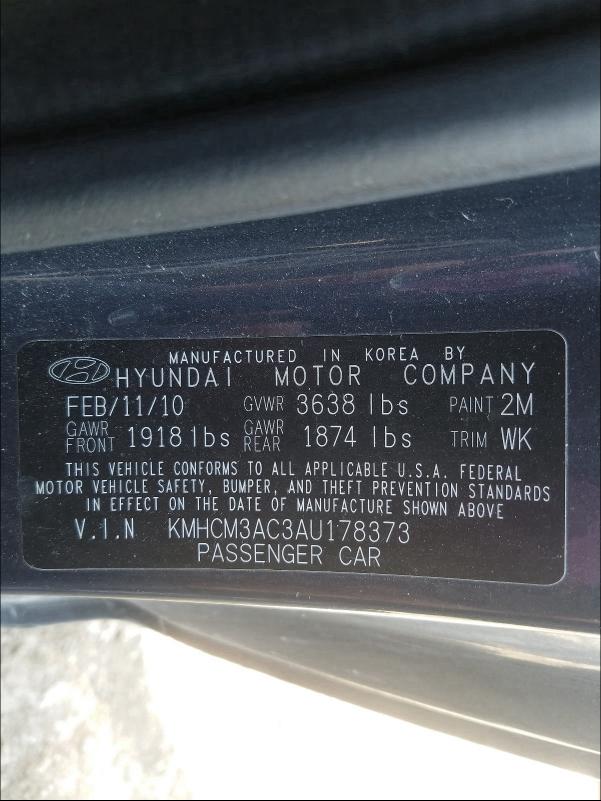 MANUFACTURED IN KOREA BY
HYUNDAI MOTOR COMPANY
FEB/11/10 GVWR 3638 lbs PAINT 2M
GAWR FRONT 1918 lbs GAWR REAR 1874 lbs TRIM WK
THIS VEHICLE CONFORMS TO ALL APPLICABLE U.S.A. FEDERAL
MOTOR VEHICLE SAFETY, BUMPER, AND THEFT PREVENTION STANDARDS
IN EFFECT ON THE DATE OF MANUFACTURE SHOWN ABOVE
V.I.N KMHCM3AC3AU178373
PASSENGER CAR